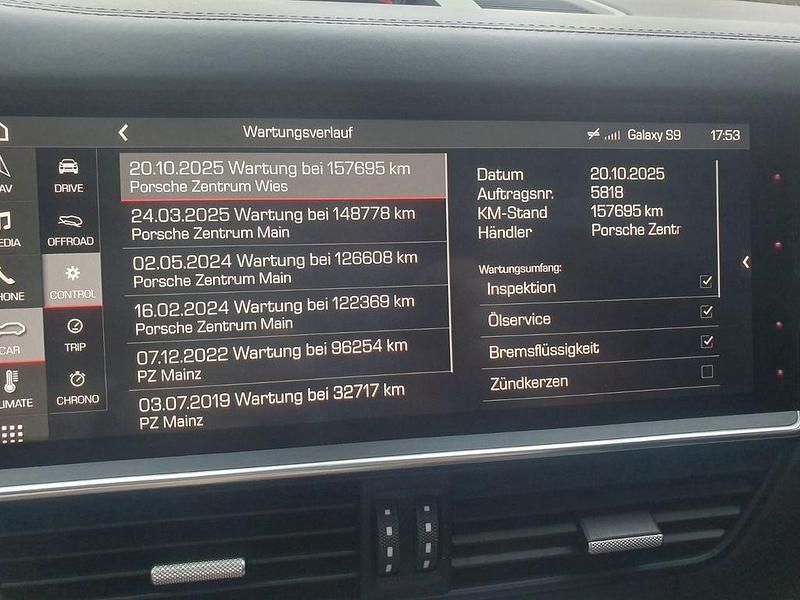 Wartungsverlauf
Galaxy S9
17:53
AV
EDIA
HONE
CAR
LIMATE
DRIVE
OFFROAD
CONTROL
TRIP
CHRONO
20.10.2025 Wartung bei 157695 km
Porsche Zentrum Wies
24.03.2025 Wartung bei 148778 km
Porsche Zentrum Main
02.05.2024 Wartung bei 126608 km
Porsche Zentrum Main
16.02.2024 Wartung bei 122369 km
Porsche Zentrum Main
07.12.2022 Wartung bei 96254 km
PZ Mainz
03.07.2019 Wartung bei 32717 km
PZ Mainz
Datum 20.10.2025
Auftragsnr. 5818
KM-Stand 157695 km
Händler Porsche Zentr
Wartungsumfang:
Inspektion
Ölservice
Bremsflüssigkeit
Zündkerzen